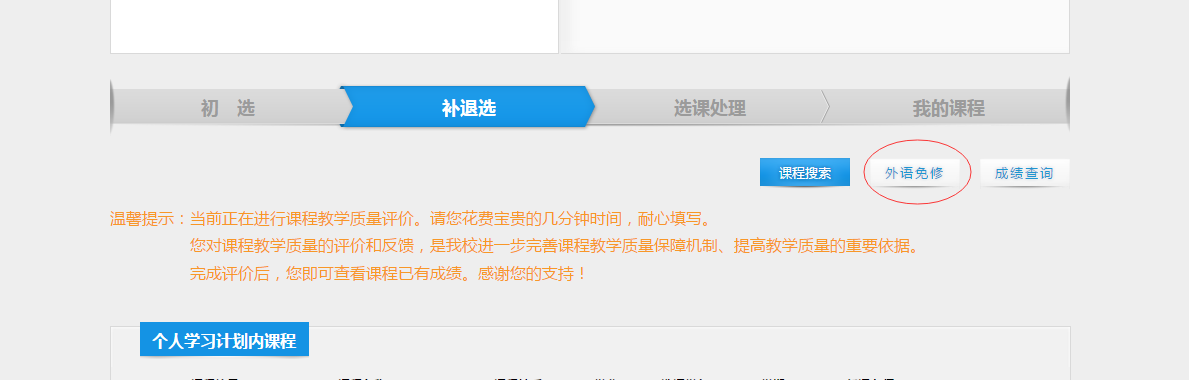 初 选 补退选 选课处理 我的课程
课程搜索 外语免修 成绩查询
温馨提示：当前正在进行课程教学质量评价。请您花费宝贵的几分钟时间，耐心填写。
您对课程教学质量的评价和反馈，是我校进一步完善课程教学质量保障机制、提高教学质量的重要依据。
完成评价后，您即可查看课程已有成绩。感谢您的支持！
个人学习计划内课程